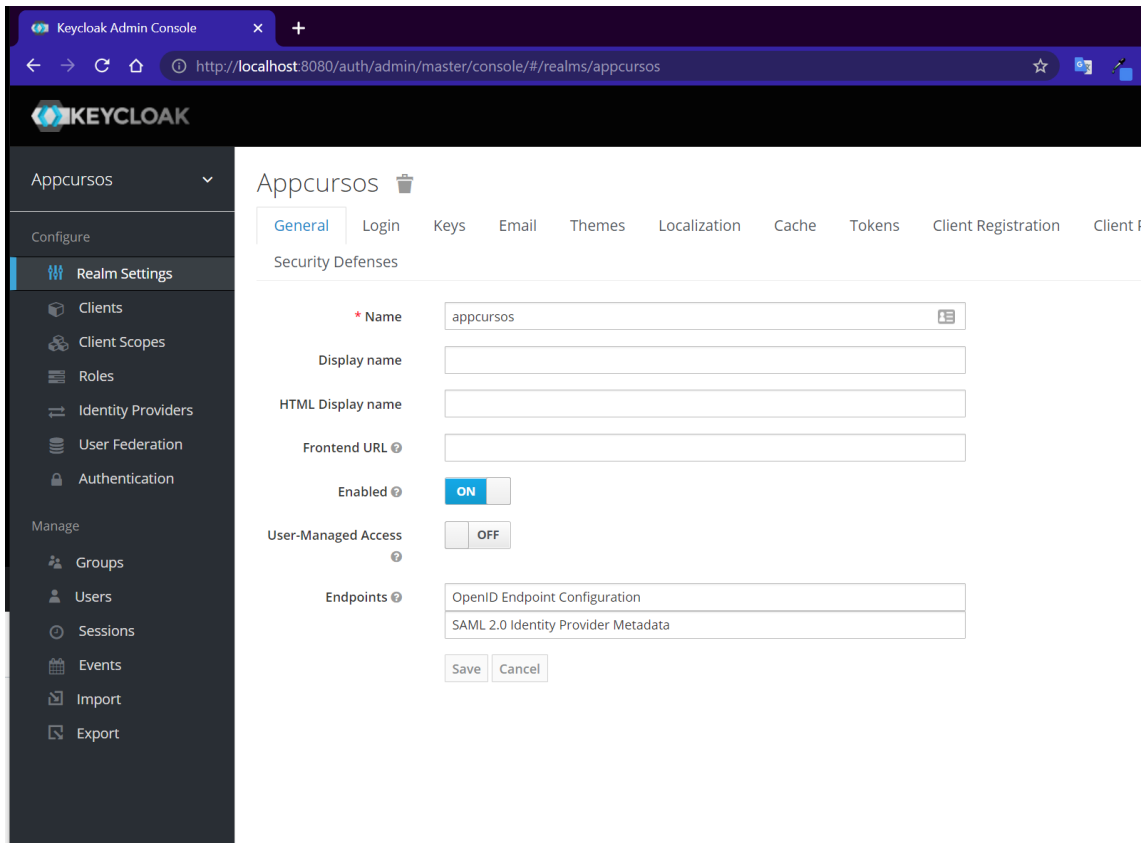 Keycloak Admin Console
http://localhost:8080/auth/admin/master/console/#/realms/appcursos
KEYCLOAK
Appcursos
Configure
Realm Settings
Clients
Client Scopes
Roles
Identity Providers
User Federation
Authentication
Manage
Groups
Users
Sessions
Events
Import
Export
Appcursos
General Login Keys Email Themes Localization Cache Tokens Client Registration Client
Security Defenses
* Name appcursos
Display name
HTML Display name
Frontend URL
Enabled ON
User-Managed Access OFF
Endpoints OpenID Endpoint Configuration
SAML 2.0 Identity Provider Metadata
Save Cancel